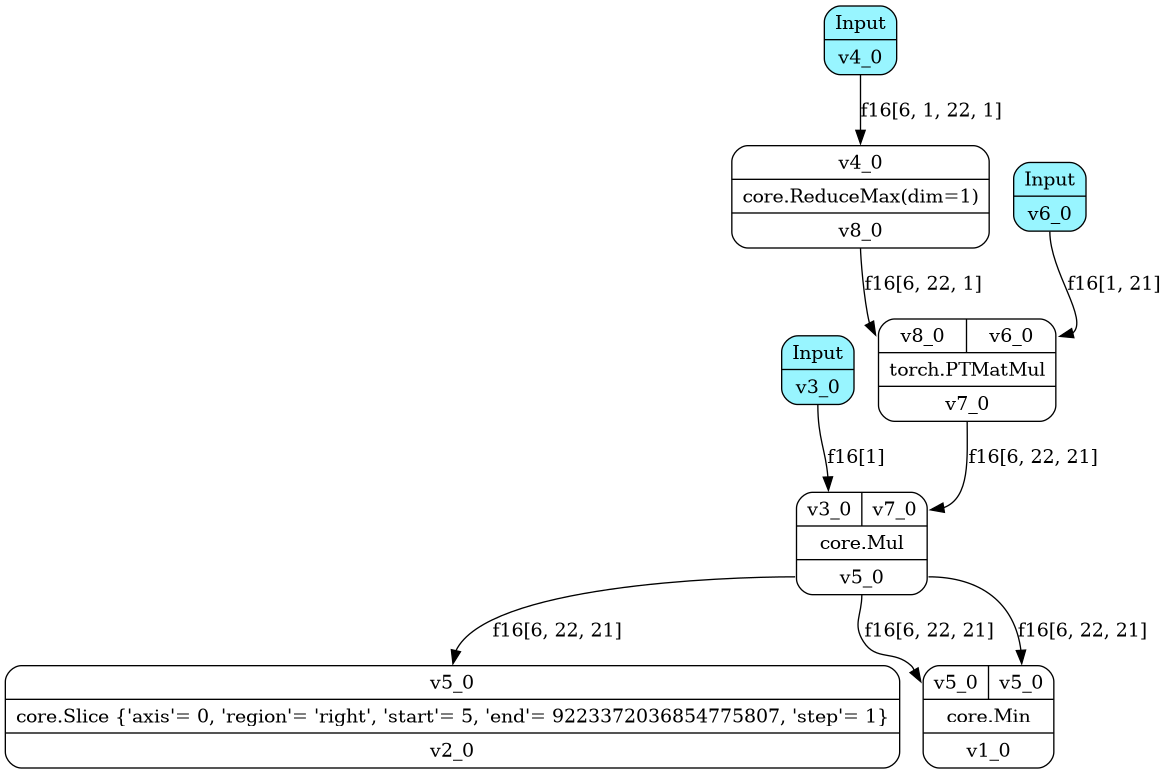 Input
v4_0
f16[6, 1, 22, 1]
v4_0
core.ReduceMax(dim=1)
v8_0
Input
v6_0
f16[6, 22, 1]
f16[1, 21]
v8_0 v6_0
torch.PTMatMul
v7_0
Input
v3_0
f16[1]
f16[6, 22, 21]
v3_0 v7_0
core.Mul
v5_0
f16[6, 22, 21]
f16[6, 22, 21]
f16[6, 22, 21]
v5_0
core.Slice {'axis'= 0, 'region'= 'right', 'start'= 5, 'end'= 9223372036854775807, 'step'= 1}
v2_0
v5_0 v5_0
core.Min
v1_0